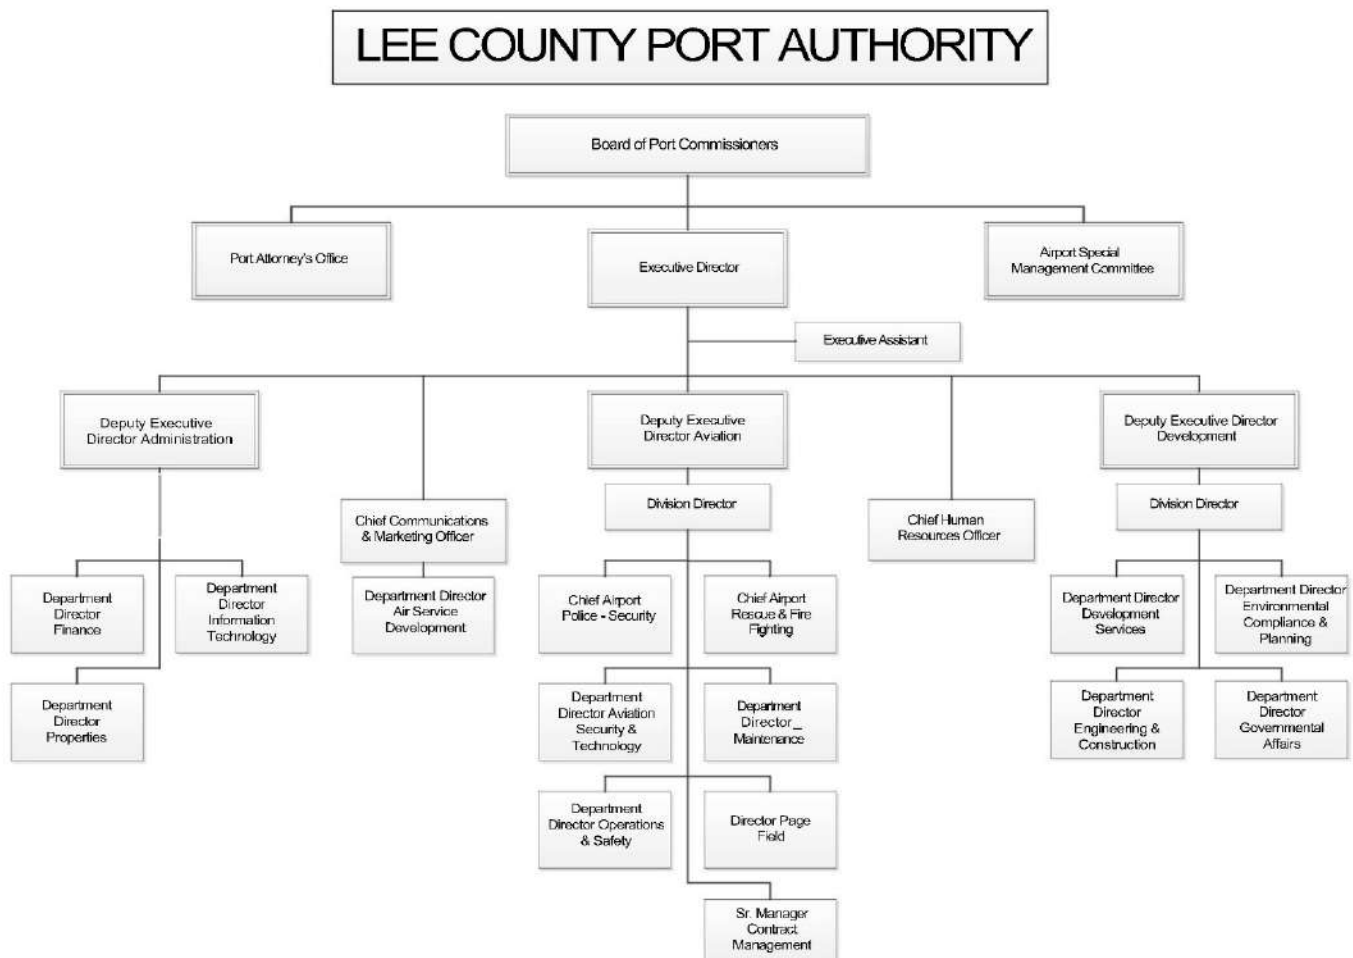 LEE COUNTY PORT AUTHORITY
Board of Port Commissioners
Port Attorney's Office
Executive Director
Airport Special
Management Committee
Executive Assistant
Deputy Executive
Director Administration
Deputy Executive
Director Aviation
Deputy Executive Director
Development
Chief Communications
& Marketing Officer
Division Director
Chief Human
Resources Officer
Division Director
Department
Director
Finance
Department
Director
Information
Technology
Department Director
Air Service
Development
Chief Airport
Police - Security
Chief Airport
Rescue & Fire
Fighting
Department Director
Development
Services
Department Director
Environmental
Compliance &
Planning
Department
Director
Properties
Department
Director Aviation
Security &
Technology
Department
Director _
Maintenance
Department
Director
Engineering &
Construction
Department
Director
Governmental
Affairs
Department
Director Operations
& Safety
Director Page
Field
Sr. Manager
Contract
Management